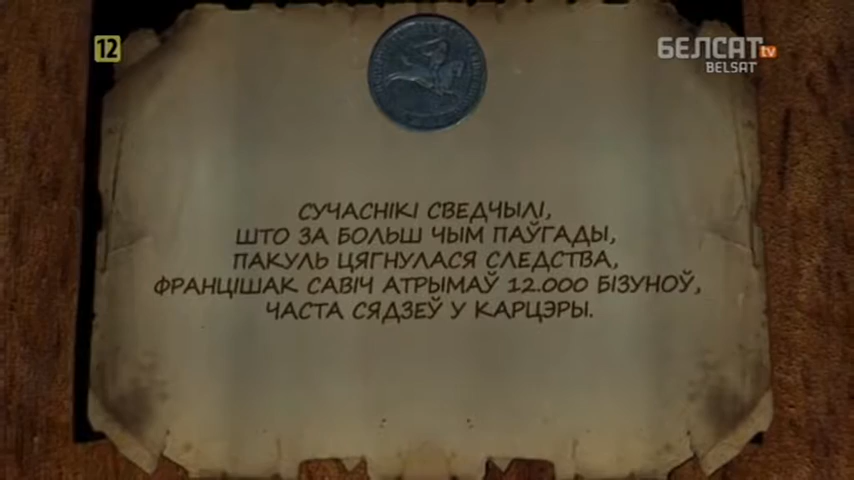 12
БЕЛСАТ tv
BELSAT
СУЧАСНІКІ СВЕДЧЫЛІ,
ШТО ЗА БОЛЬШ ЧЫМ ПАЎГАДЫ,
ПАКУЛЬ ЦЯГНУЛАСЯ СЛЕДСТВА,
ФРАНЦІШАК САВІЧ АТРЫМАЎ 12.000 БІЗУНОЎ,
ЧАСТА СЯДЗЕЎ У КАРЦЭРЫ.